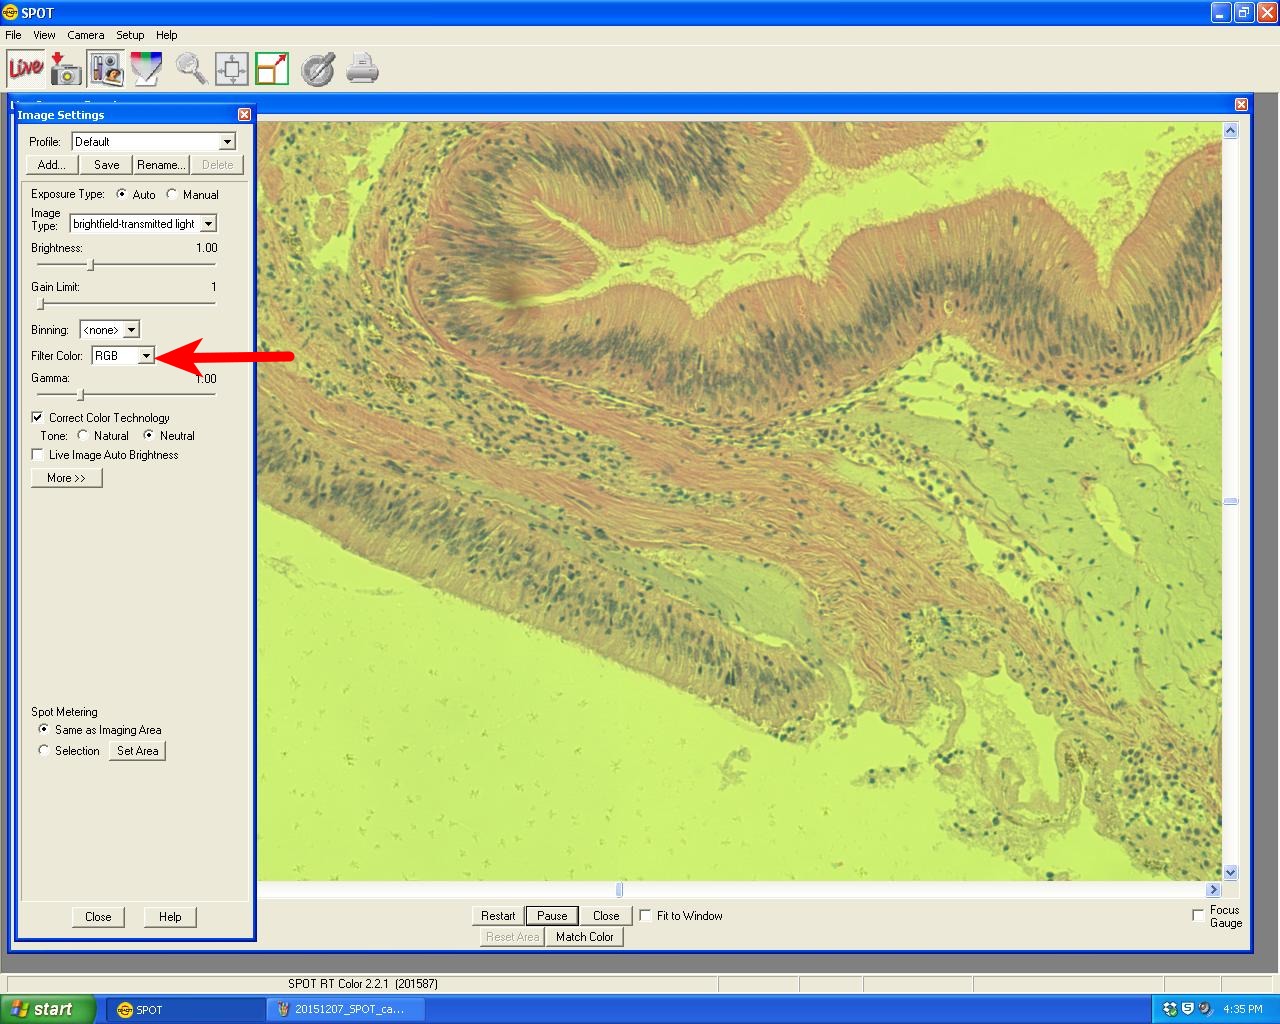 SPOT
File View Camera Setup Help
Live
Image Settings
Profile: Default
Add... Save Rename... Delete
Exposure Type: Auto Manual
Image Type: brightfield-transmitted light
Brightness: 1.00
Gain Limit: 1
Binning: <none>
Filter Color: RGB
Gamma: 1.00
Correct Color Technology
Tone: Natural Neutral
Live Image Auto Brightness
More >>
Spot Metering
Same as Imaging Area
Selection Set Area
Close Help
Restart Pause Close Fit to Window
Reset Area Match Color
Focus
Gauge
SPOT RT Color 2.2.1 (201587)
start SPOT 20151207_SPOT_ca... 4:35 PM